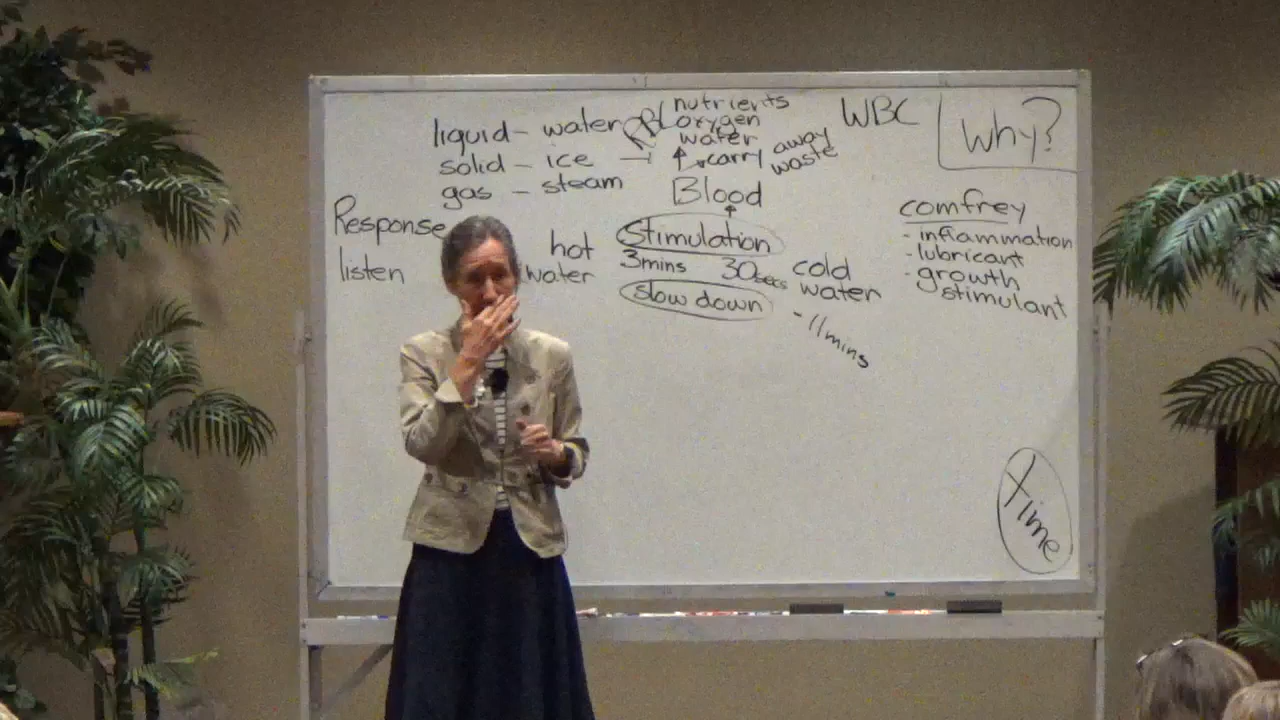 liquid - water
solid - ice
gas - steam
nutrients
oxygen
water
carry away
waste
Blood
WBC
Why?
Response
listen
hot
water
Stimulation
3mins 30secs
slow down
cold
water
- 11mins
comfrey
- inflammation
- lubricant
- growth
stimulant
time